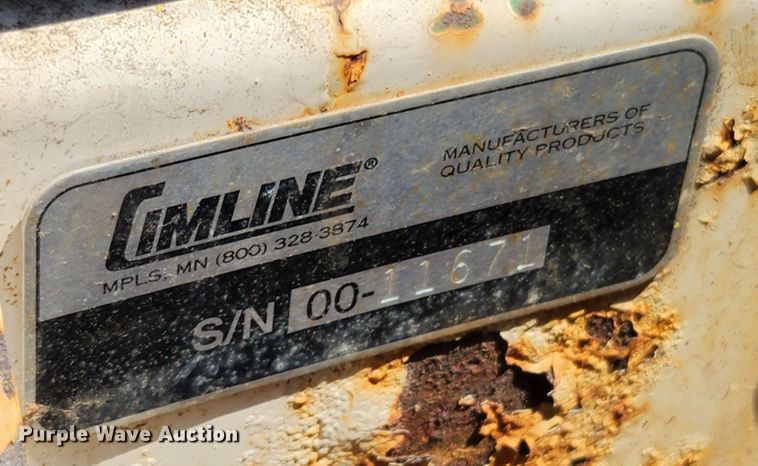 CIMLINE®
MPLS, MN (800) 328-3874
MANUFACTURERS OF
QUALITY PRODUCTS
S/N 00-11671
Purple Wave Auction